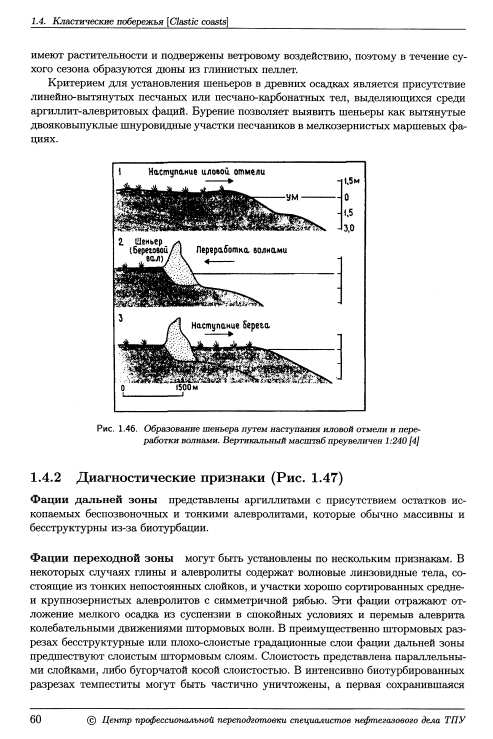 1.4. Кластические побережья [Clastic coasts]
имеют растительности и подвержены ветровому воздействию, поэтому в течение су-
хого сезона образуются дюны из глинистых пеллет.
Критерием для установления шеньеров в древних осадках является присутствие
линейно-вытянутых песчаных или песчано-карбонатных тел, выделяющихся среди
аргиллит-алевритовых фаций. Бурение позволяет выявить шеньеры как вытянутые
двояковыпуклые шнуровидные участки песчаников в мелкозернистых маршевых фа-
циях.
1 Наступание иловой отмели
1,5м
УМ 0
1,5
3,0
2 Шеньер
(береговой Переработка волнами
вал)
3
Наступание берега
0 1500м
Рис. 1.46. Образование шеньера путем наступания иловой отмели и пере-
работки волнами. Вертикальный масштаб преувеличен 1:240 [4]
1.4.2 Диагностические признаки (Рис. 1.47)
Фации дальней зоны представлены аргиллитами с присутствием остатков ис-
копаемых беспозвоночных и тонкими алевролитами, которые обычно массивны и
бесструктурны из-за биотурбации.
Фации переходной зоны могут быть установлены по нескольким признакам. В
некоторых случаях глины и алевролиты содержат волновые линзовидные тела, со-
стоящие из тонких непостоянных слойков, и участки хорошо сортированных средне-
и крупнозернистых алевролитов с симметричной рябью. Эти фации отражают от-
ложение мелкого осадка из суспензии в спокойных условиях и перемыв алеврита
колебательными движениями штормовых волн. В преимущественно штормовых раз-
резах бесструктурные или плохо-слоистые градационные слои фации дальней зоны
предшествуют слоистым штормовым слоям. Слоистость представлена параллельны-
ми слойками, либо бугорчатой косой слоистостью. В интенсивно биотурбированных
разрезах темпеститы могут быть частично уничтожены, а первая сохранившаяся
60 © Центр профессиональной переподготовки специалистов нефтегазового дела ТПУ